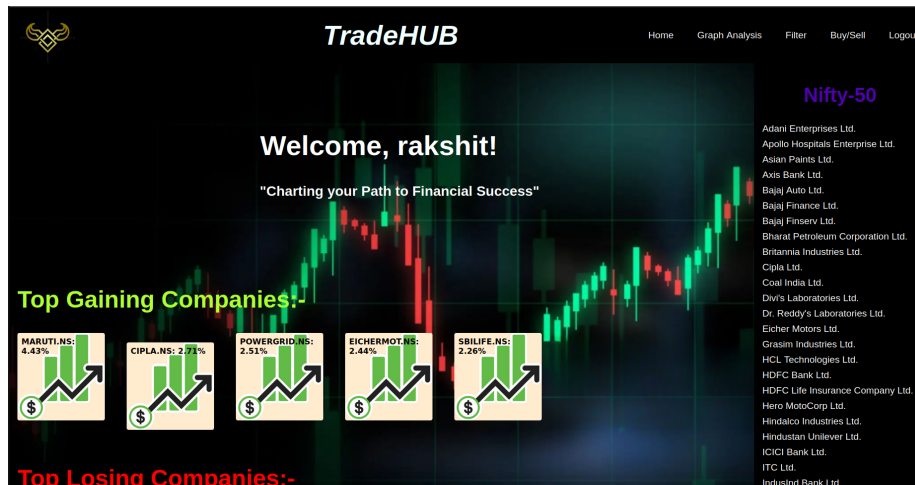 TradeHUB
Home
Graph Analysis
Filter
Buy/Sell
Welcome, rakshit!
"Charting your Path to Financial Success"
Top Gaining Companies:-
MARUTI.NS:
4.43%
CIPLA.NS: 2.71%
POWERGRID.NS:
2.51%
EICHERMOT.NS:
2.44%
SBILIFE.NS:
2.26%
$
$
$
$
$
Top Losing Companies:-
Nifty-50
Adani Enterprises Ltd.
Apollo Hospitals Enterprise Ltd.
Asian Paints Ltd.
Axis Bank Ltd.
Bajaj Auto Ltd.
Bajaj Finance Ltd.
Bajaj Finserv Ltd.
Bharat Petroleum Corporation Ltd.
Britannia Industries Ltd.
Cipla Ltd.
Coal India Ltd.
Divi's Laboratories Ltd.
Dr. Reddy's Laboratories Ltd.
Eicher Motors Ltd.
Grasim Industries Ltd.
HCL Technologies Ltd.
HDFC Bank Ltd.
HDFC Life Insurance Company Ltd.
Hero MotoCorp Ltd.
Hindalco Industries Ltd.
Hindustan Unilever Ltd.
ICICI Bank Ltd.
ITC Ltd.
IndusInd Bank Ltd.